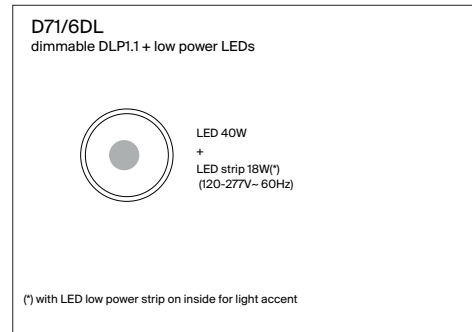 D71/6DL
dimmable DLP1.1 + low power LEDs
LED 40W
+
LED strip 18W(*)
(120-277V~ 60Hz)
(*) with LED low power strip on inside for light accent